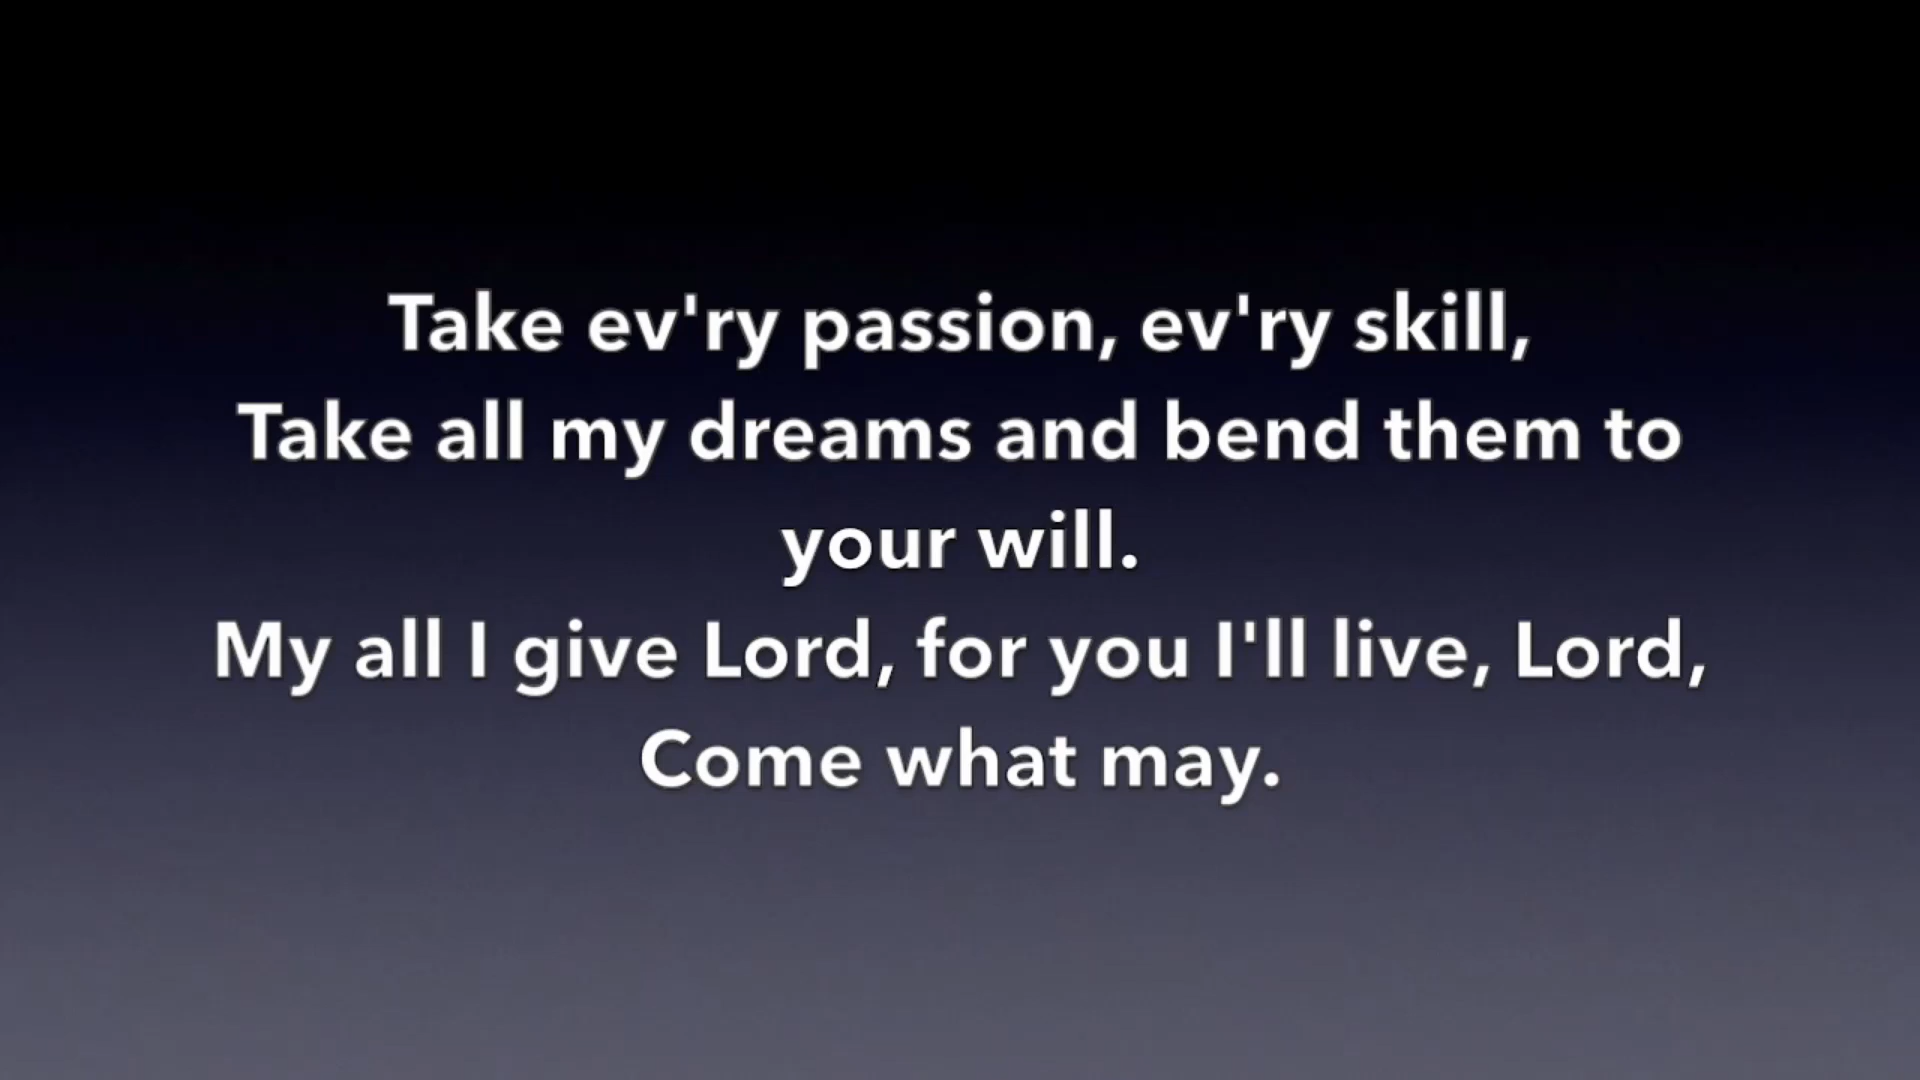 Take ev'ry passion, ev'ry skill,
Take all my dreams and bend them to
your will.
My all I give Lord, for you I'll live, Lord,
Come what may.